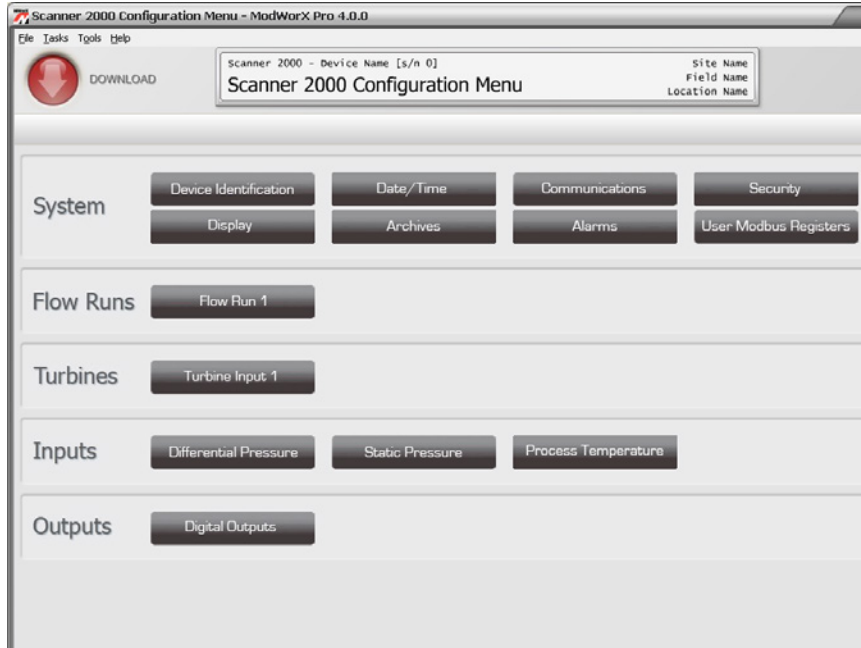 Scanner 2000 Configuration Menu - ModWorX Pro 4.0.0
File Tasks Tools Help
DOWNLOAD
Scanner 2000 - Device Name [s/n 0]
Scanner 2000 Configuration Menu
Site Name
Field Name
Location Name
System
Device Identification
Date/Time
Communications
Security
Display
Archives
Alarms
User Modbus Registers
Flow Runs
Flow Run 1
Turbines
Turbine Input 1
Inputs
Differential Pressure
Static Pressure
Process Temperature
Outputs
Digital Outputs